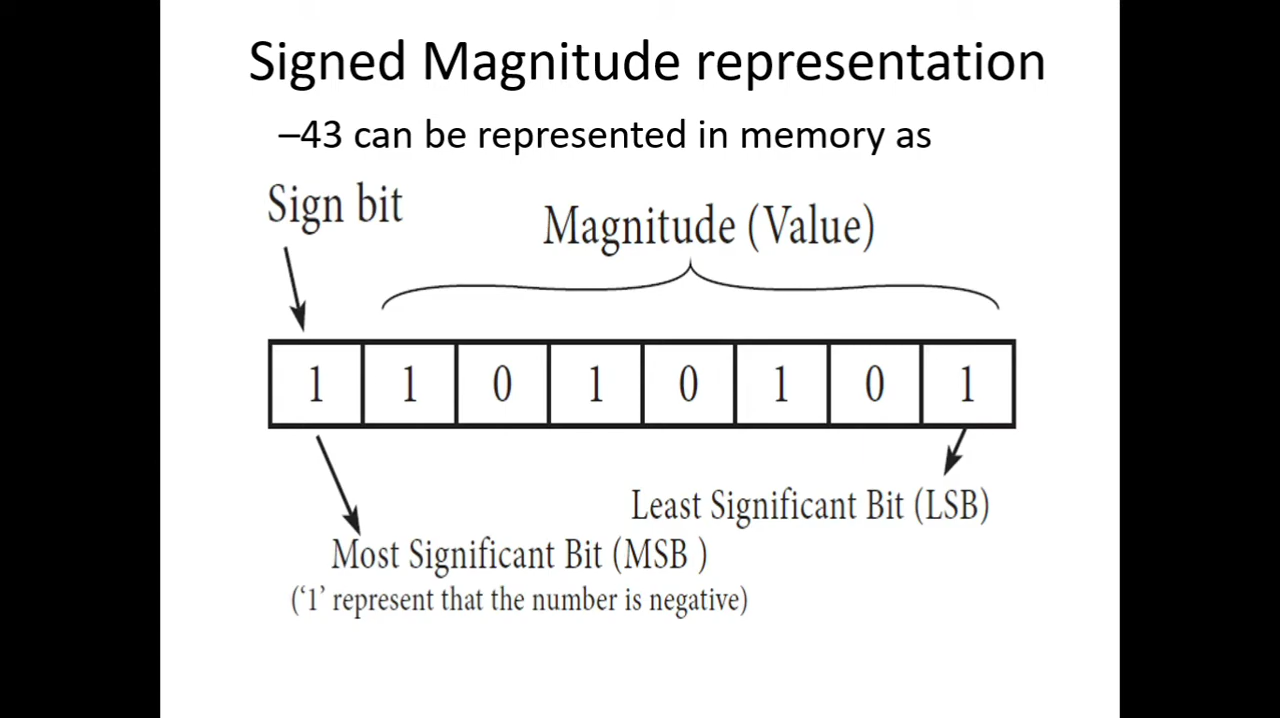 Signed Magnitude representation
–43 can be represented in memory as
Sign bit
Magnitude (Value)
1 1 0 1 0 1 0 1
Least Significant Bit (LSB)
Most Significant Bit (MSB )
(‘1’ represent that the number is negative)